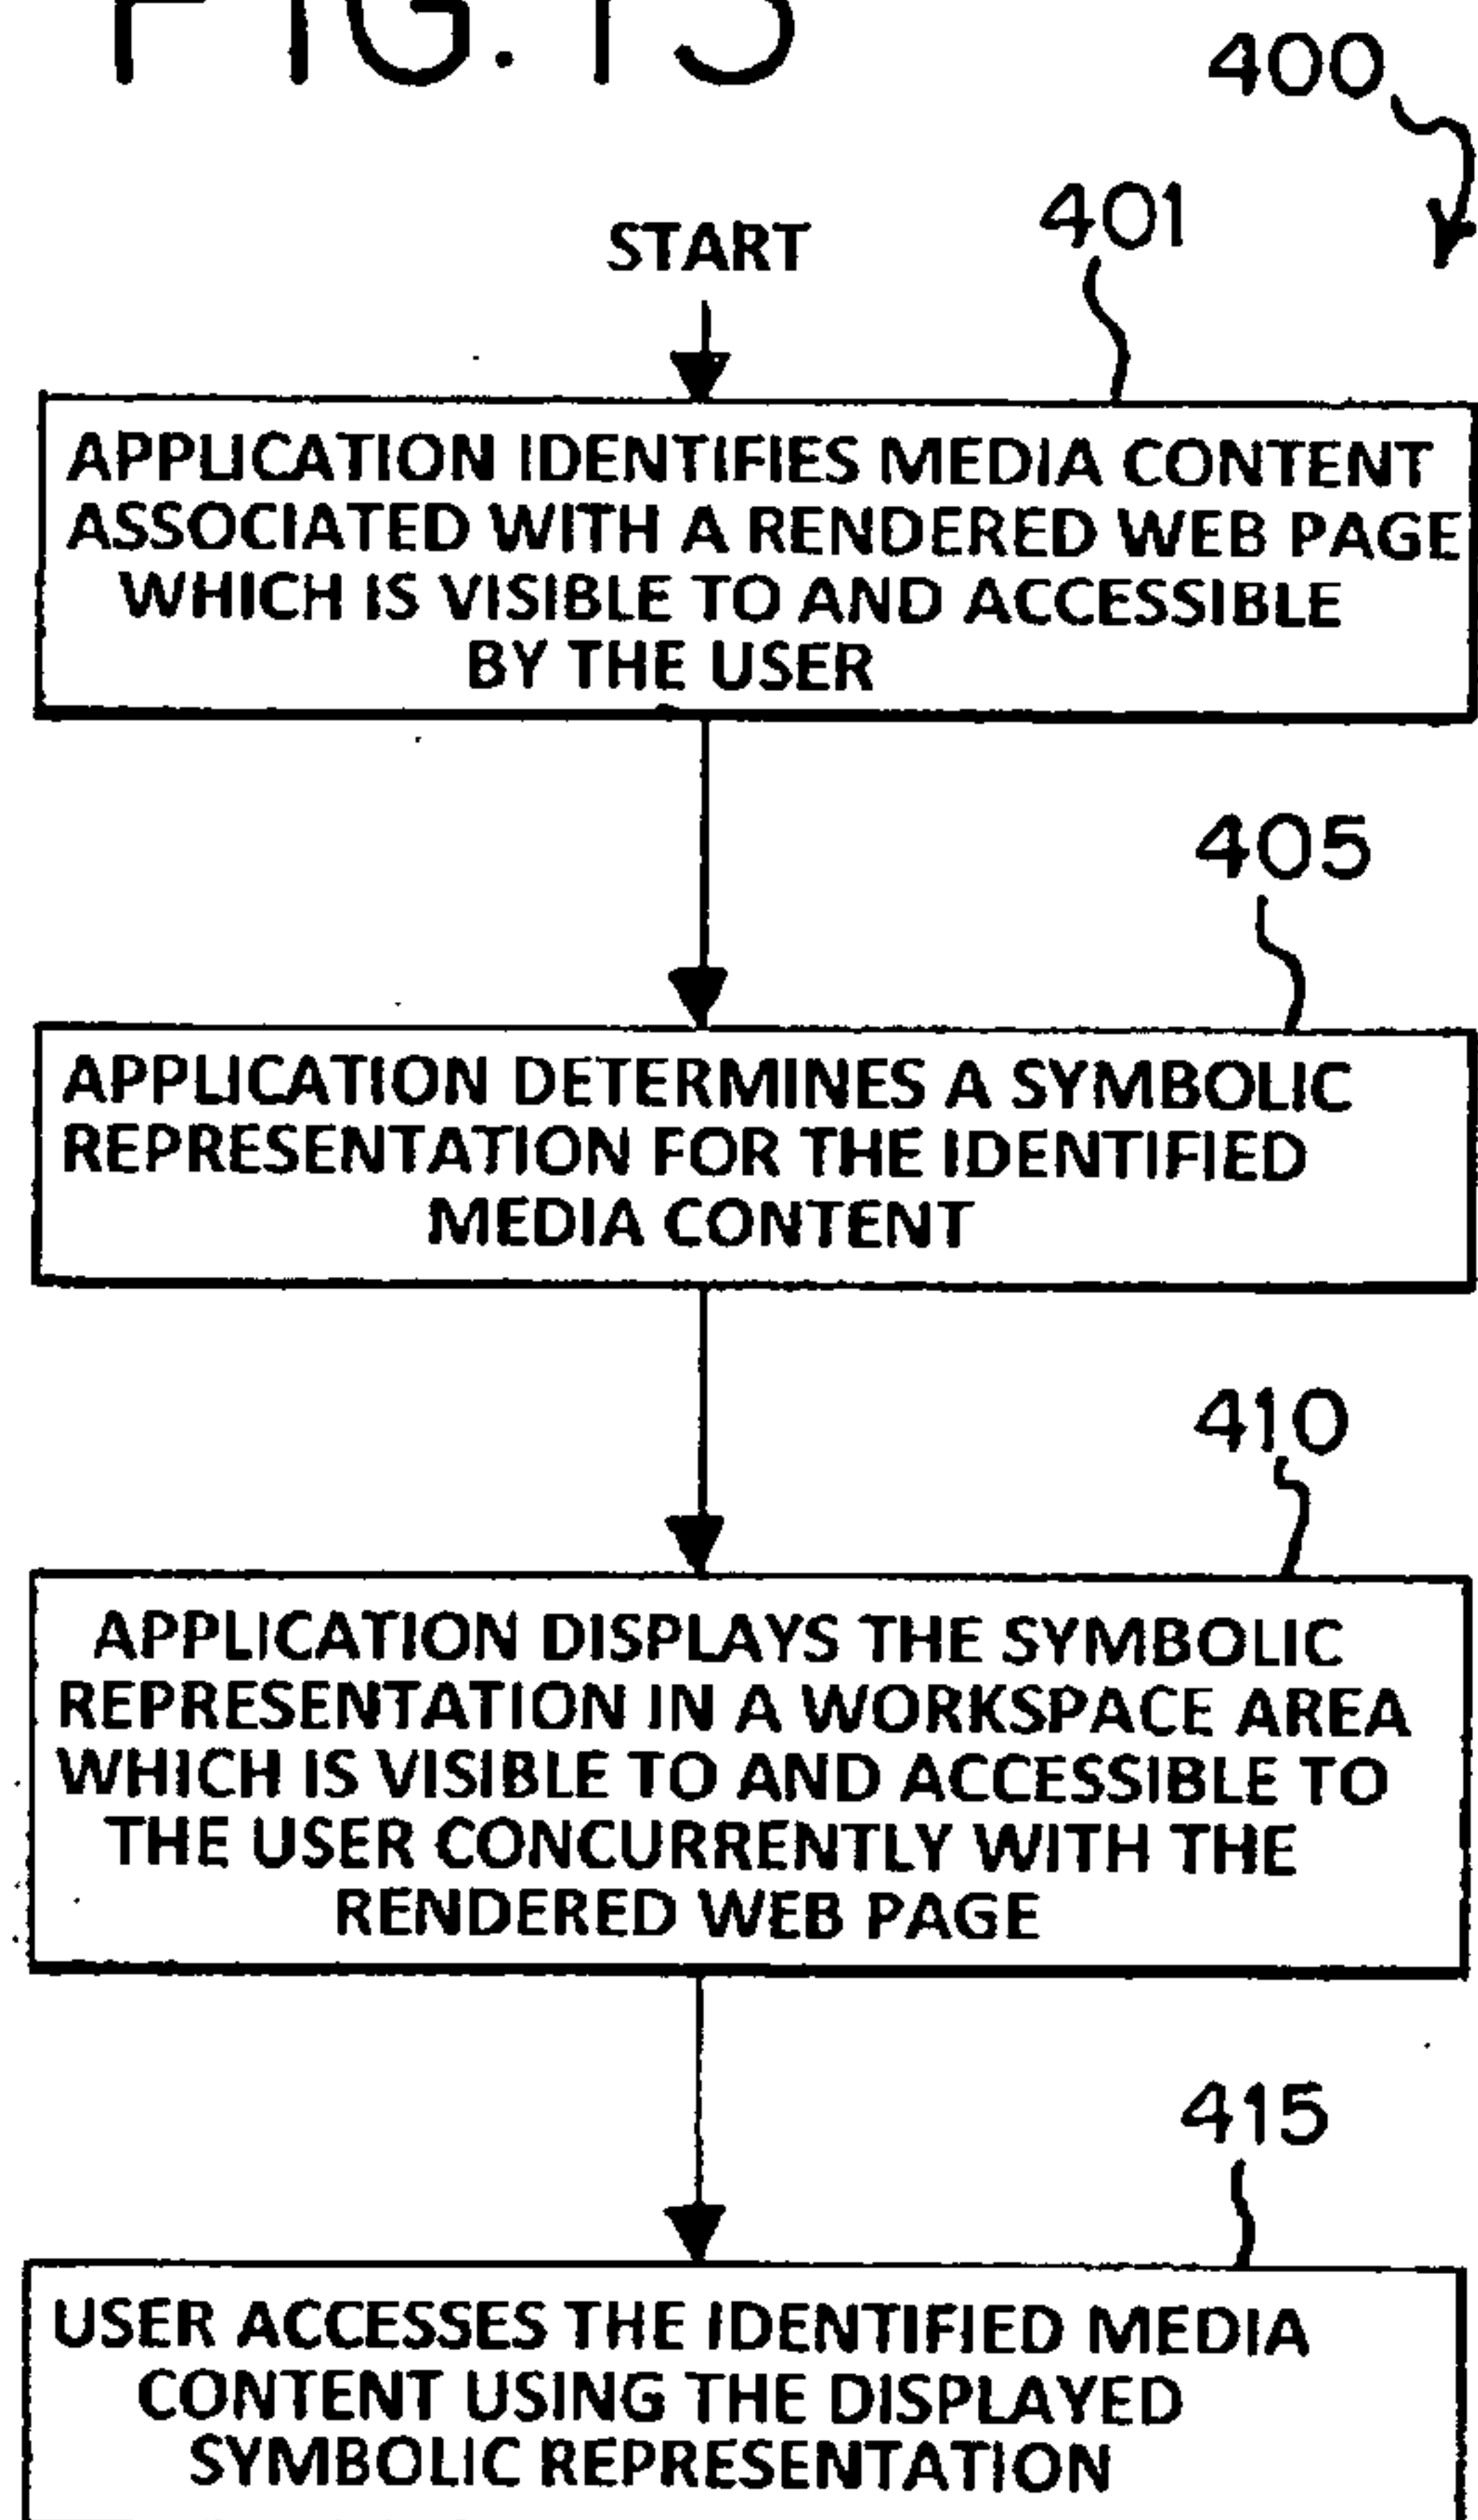 FIG. 13
400
401
START
APPLICATION IDENTIFIES MEDIA CONTENT
ASSOCIATED WITH A RENDERED WEB PAGE
WHICH IS VISIBLE TO AND ACCESSIBLE
BY THE USER
405
APPLICATION DETERMINES A SYMBOLIC
REPRESENTATION FOR THE IDENTIFIED
MEDIA CONTENT
410
APPLICATION DISPLAYS THE SYMBOLIC
REPRESENTATION IN A WORKSPACE AREA
WHICH IS VISIBLE TO AND ACCESSIBLE TO
THE USER CONCURRENTLY WITH THE
RENDERED WEB PAGE
415
USER ACCESSES THE IDENTIFIED MEDIA
CONTENT USING THE DISPLAYED
SYMBOLIC REPRESENTATION